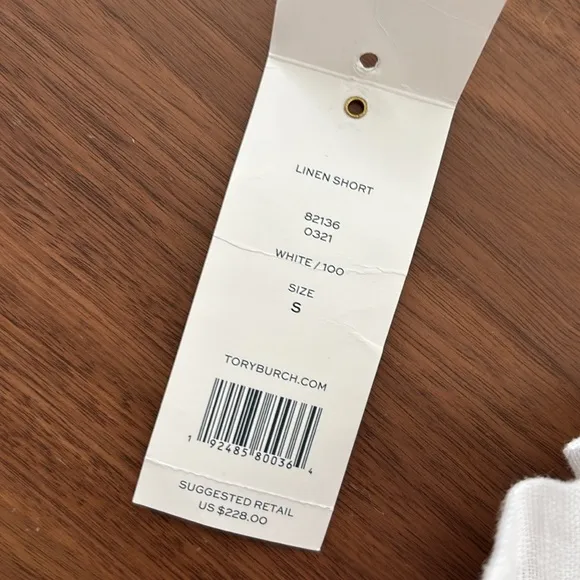 LINEN SHORT
82136
0321
WHITE / 100
SIZE
S
TORYBURCH.COM
1 92485 80036 4
SUGGESTED RETAIL
US $228.00